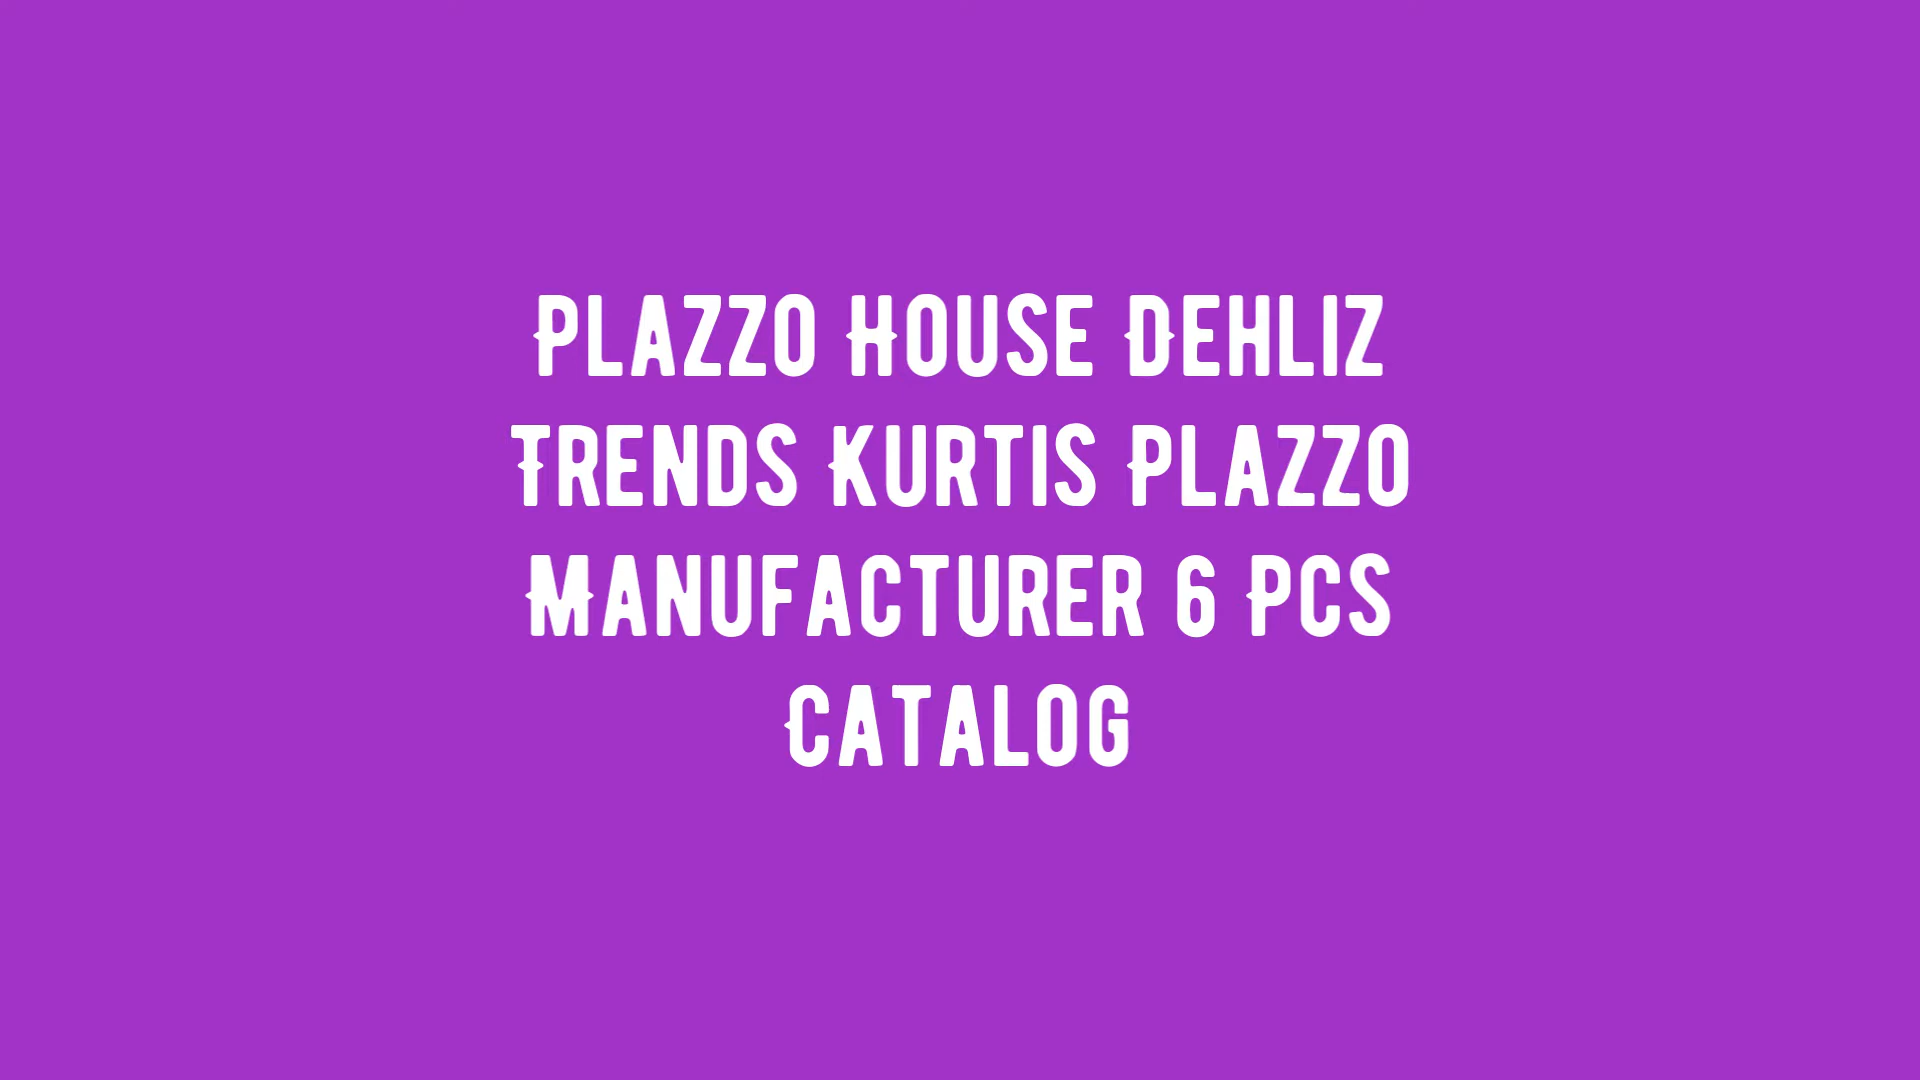 Plazzo House Dehliz
Trends Kurtis Plazzo
Manufacturer 6 Pcs
Catalog